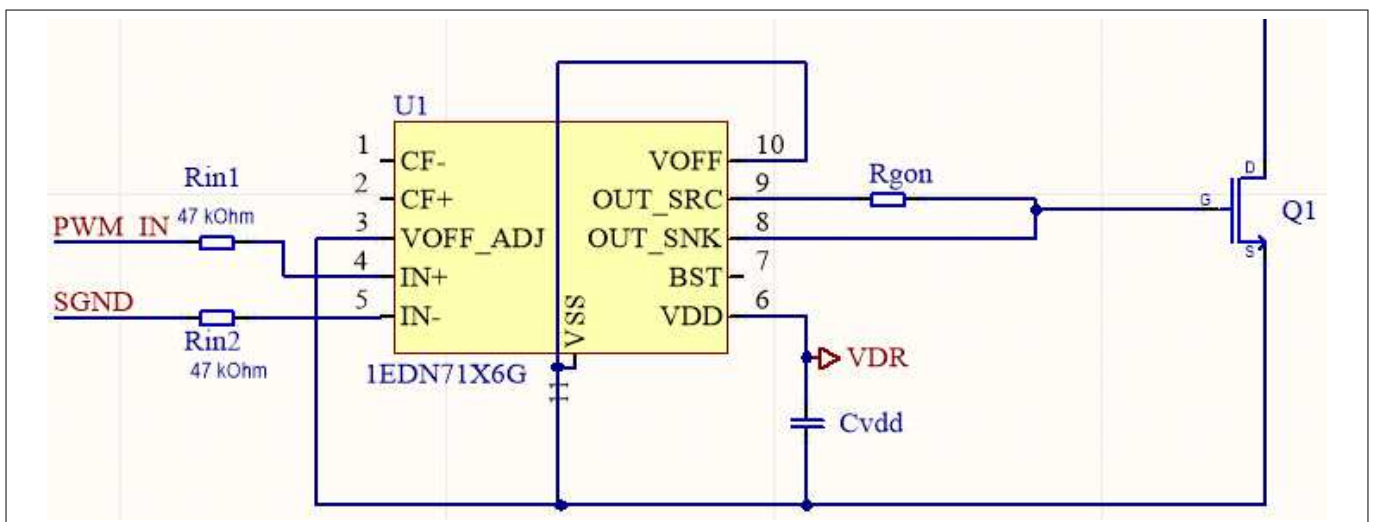 U1
1 CF-
2 CF+
3 VOFF_ADJ
4 IN+
5 IN-
VOFF 10
OUT_SRC 9
OUT_SNK 8
BST 7
VDD 6
VSS
11
1EDN71X6G
Rin1
47 kOhm
PWM_IN
SGND
Rin2
47 kOhm
Rgon
D
G
S
Q1
VDR
Cvdd